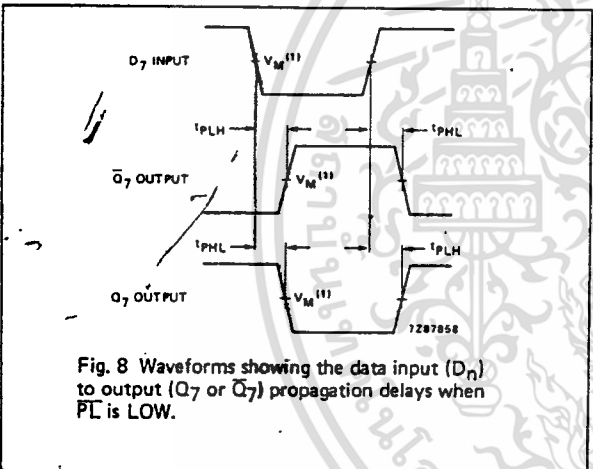 D7 INPUT
VM(1)
tPLH
tPHL
Q̅7 OUTPUT
VM(1)
tPHL
tPLH
Q7 OUTPUT
VM(1)
7Z87858
Fig. 8 Waveforms showing the data input (Dn)
to output (Q7 or Q̅7) propagation delays when
P̅L̅ is LOW.